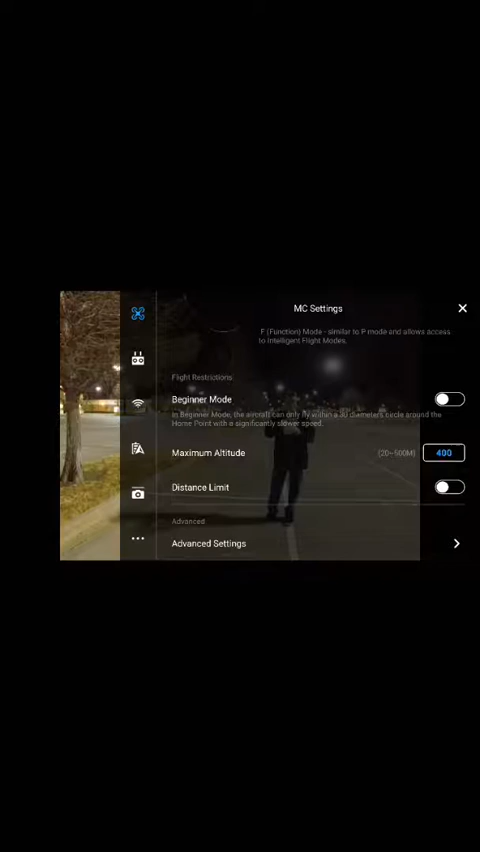 MC Settings
F (Function) Mode - similar to P mode and allows access
to Intelligent Flight Modes.
Flight Restrictions
Beginner Mode
In Beginner Mode, the aircraft can only fly within a 30 diameters circle around the
Home Point with a significantly slower speed.
Maximum Altitude (20~500M) 400
Distance Limit
Advanced
Advanced Settings